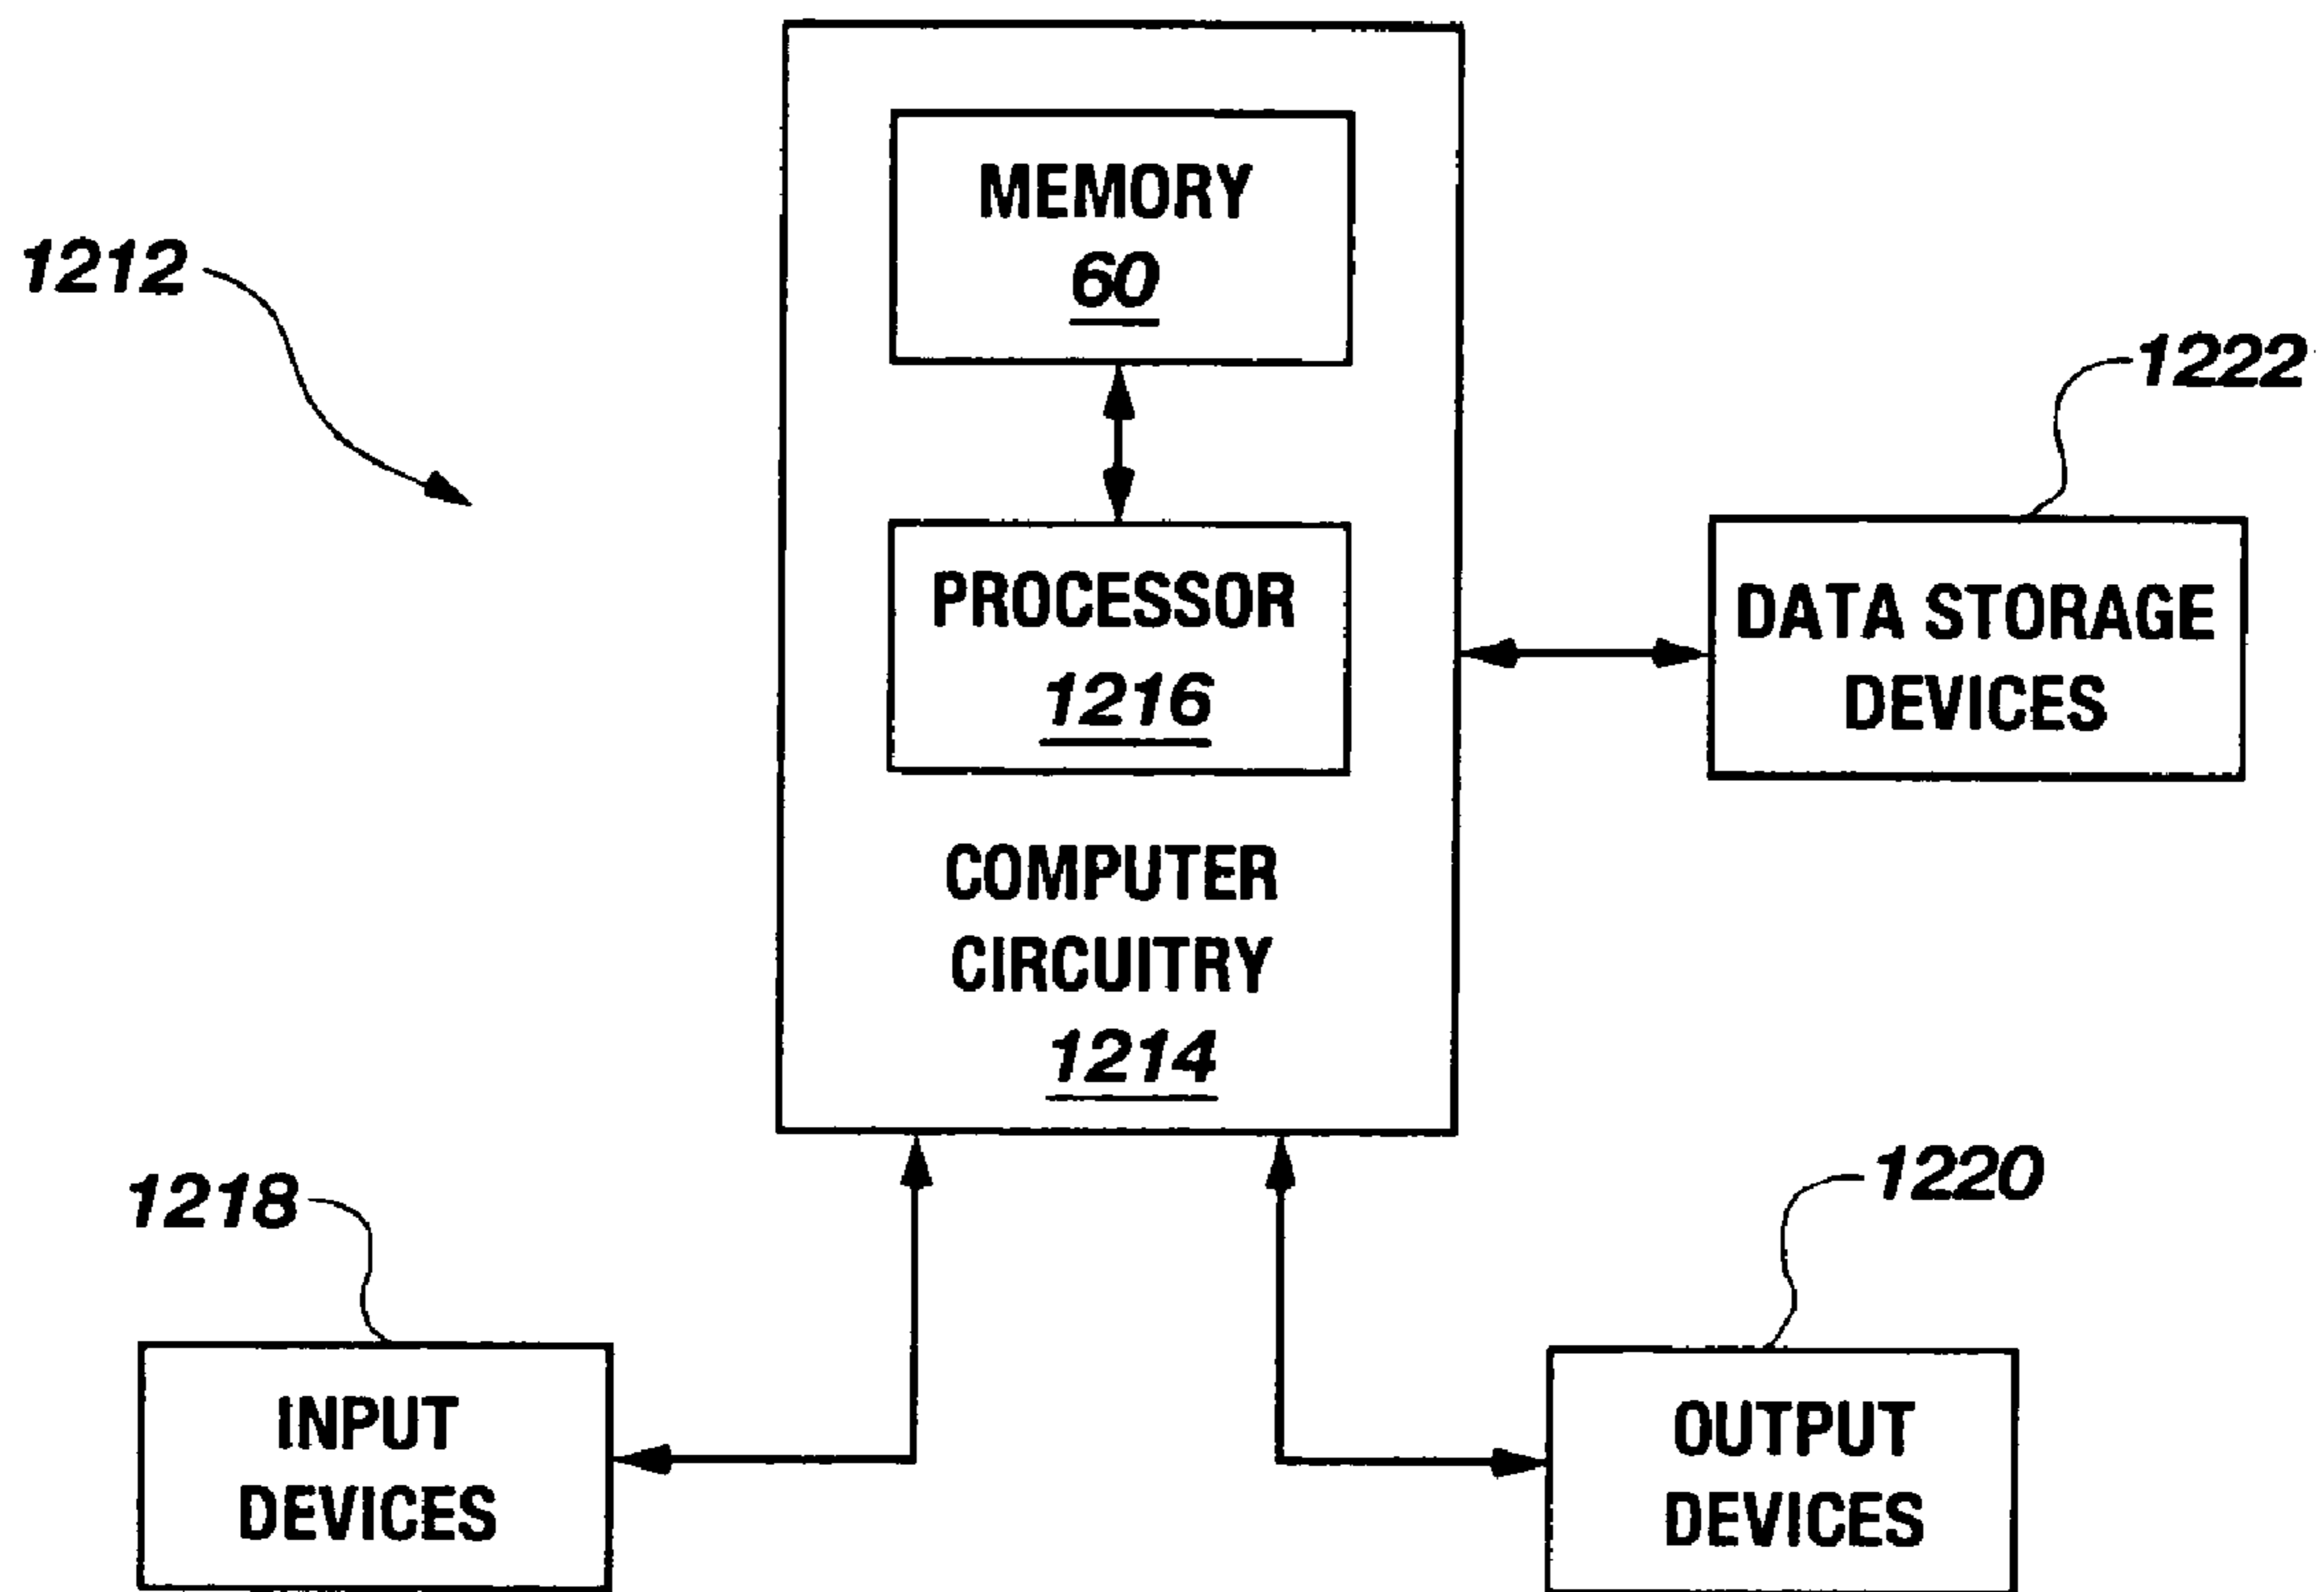 MEMORY
60
1212
1222
PROCESSOR
1216
DATA STORAGE
DEVICES
COMPUTER
CIRCUITRY
1214
1218
1220
INPUT
DEVICES
OUTPUT
DEVICES